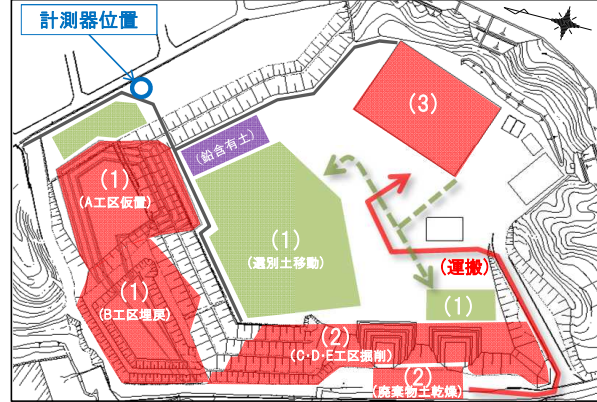 計測器位置
(3)
(鉛含有土)
(1)
(A工区仮置)
(1)
(選別土移動)
(運搬)
(1)
(B工区埋戻)
(1)
(2)
(C・D・E工区掘削)
(2)
(廃棄物土乾燥)